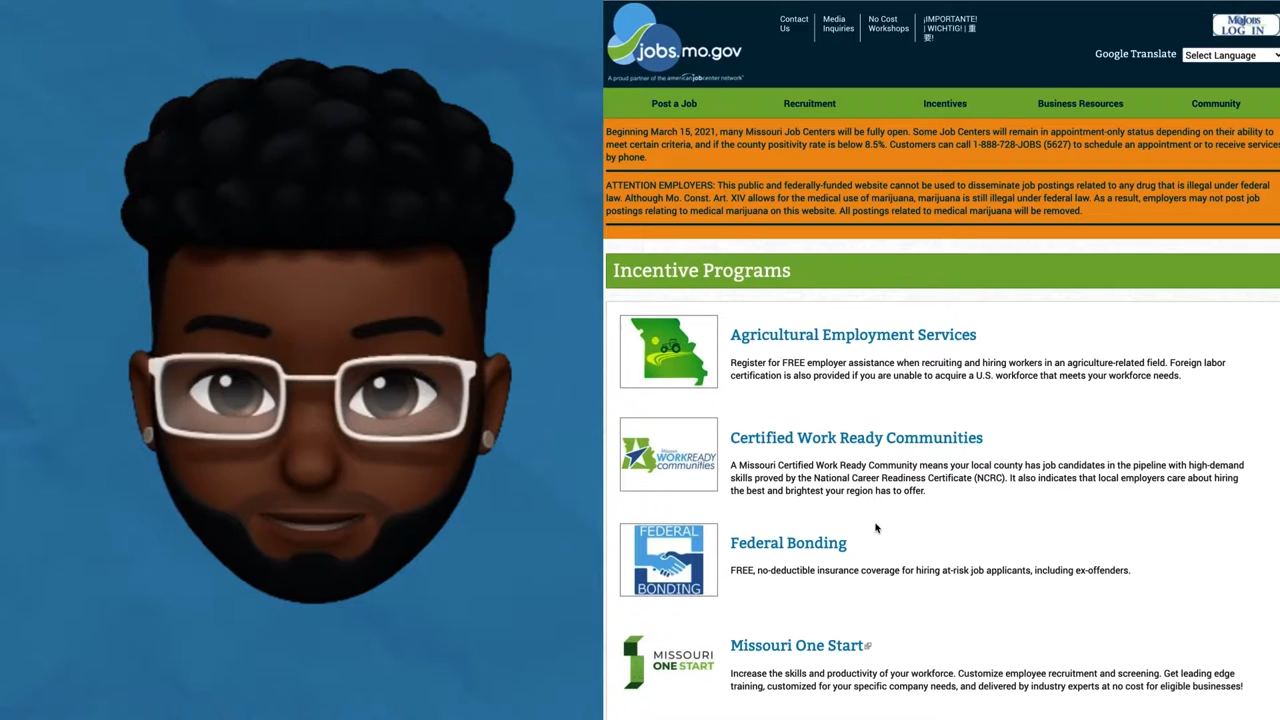 jobs.mo.gov
A proud partner of the americanjobcenter network
Contact
Us
Media
Inquiries
No Cost
Workshops
¡IMPORTANTE!
| WICHTIG! | 重
要!
MoJobs
LOG IN
Google Translate
Select Language
Post a Job
Recruitment
Incentives
Business Resources
Community
Beginning March 15, 2021, many Missouri Job Centers will be fully open. Some Job Centers will remain in appointment-only status depending on their ability to
meet certain criteria, and if the county positivity rate is below 8.5%. Customers can call 1-888-728-JOBS (5627) to schedule an appointment or to receive services
by phone.
ATTENTION EMPLOYERS: This public and federally-funded website cannot be used to disseminate job postings related to any drug that is illegal under federal
law. Although Mo. Const. Art. XIV allows for the medical use of marijuana, marijuana is still illegal under federal law. As a result, employers may not post job
postings relating to medical marijuana on this website. All postings related to medical marijuana will be removed.
Incentive Programs
Agricultural Employment Services
Register for FREE employer assistance when recruiting and hiring workers in an agriculture-related field. Foreign labor
certification is also provided if you are unable to acquire a U.S. workforce that meets your workforce needs.
Missouri
WORKREADY
communities
Certified Work Ready Communities
A Missouri Certified Work Ready Community means your local county has job candidates in the pipeline with high-demand
skills proved by the National Career Readiness Certificate (NCRC). It also indicates that local employers care about hiring
the best and brightest your region has to offer.
FEDERAL
BONDING
Federal Bonding
FREE, no-deductible insurance coverage for hiring at-risk job applicants, including ex-offenders.
MISSOURI
ONE START
Missouri One Start
Increase the skills and productivity of your workforce. Customize employee recruitment and screening. Get leading edge
training, customized for your specific company needs, and delivered by industry experts at no cost for eligible businesses!